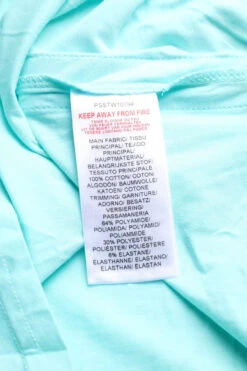 KEEP AWAY FROM FIRE
MAIN FABRIC/ TISSU
PRINCIPAL/ TEJIDO
PRINCIPAL/
HAUPTMATERIAL/
BELANGRIJKSTE STOF/
TESSUTO PRINCIPALE
100% COTTON/ COTON/
ALGODÓN/ BAUMWOLLE/
KATOEN/ COTONE
TRIMMING/ GARNITURE/
ADORNO/ BESATZ/
VERSIERING/
PASSAMANERIA
64% POLYAMIDE/
POLIAMIDA/ POLYAMID/
POLIAMMIDE
30% POLYESTER/
POLIÉSTER/ POLIESTERE
6% ELASTANE/
ELASTHANNE/ ELASTANO/
ELASTHAN/ ELASTAN